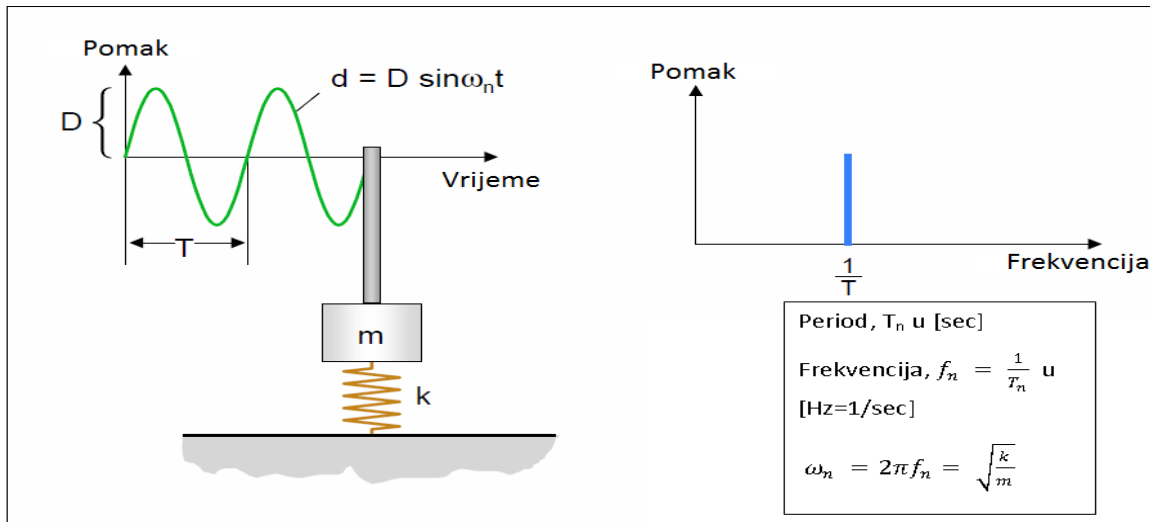 Pomak
d = D sinωₙt
D
Vrijeme
T
m
k
Pomak
Frekvencija
1/T
Period, Tₙ u [sec]
Frekvencija, fₙ = 1/Tₙ u
[Hz=1/sec]
ωₙ = 2πfₙ = √(k/m)